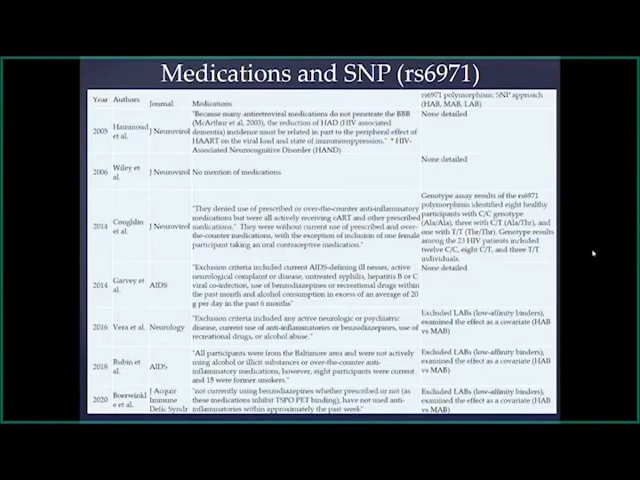 Medications and SNP (rs6971)
Year Authors Journal Medications rs6971 polymorphism: SNP approach
(HAB, MAB, LAB)
2005 Hammoud et al. J Neurovirol
"Because many antiretroviral medications do not penetrate the BBB
(McArthur et al, 2003), the reduction of HAD (HIV associated
dementia) incidence must be related in part to the peripheral effect of
HAART on the viral load and state of immunosuppression." * HIV-
Associated Neurocognitive Disorder (HAND)
None detailed
2006 Wiley et al. J Neurovirol No mention of medications.
None detailed
2014 Coughlin et al. J Neurovirol
"They denied use of prescribed or over-the-counter anti-inflammatory
medications but were all actively receiving cART and other prescribed
medications." They were without current use of prescribed and over-
the-counter medications, with the exception of inclusion of one female
participant taking an oral contraceptive medication."
Genotype assay results of the rs6971
polymorphism identified eight healthy
participants with C/C genotype
(Ala/Ala), three with C/T (Ala/Thr), and
one with T/T (Thr/Thr). Genotype results
among the 23 HIV patients included
twelve C/C, eight C/T, and three T/T
individuals.
2014 Garvey et al. AIDS
"Exclusion criteria included current AIDS-defining illnesses, active
neurological complaint or disease, untreated syphilis, hepatitis B or C
viral co-infection, use of benzodiazepines or recreational drugs within
the past month and alcohol consumption in excess of an average of 20
g per day in the past 6 months"
None detailed
2016 Vera et al. Neurology
"Exclusion criteria included any active neurologic or psychiatric
disease, current use of anti-inflammatories or benzodiazepines, use of
recreational drugs, or alcohol abuse."
Excluded LABs (low-affinity binders),
examined the effect as a covariate (HAB
vs MAB)
2018 Rubin et al. AIDS
"All participants were from the Baltimore area and were not actively
using alcohol or illicit substances or over-the-counter anti-
inflammatory medications, however, eight participants were current
and 15 were former smokers."
Excluded LABs (low-affinity binders),
examined the effect as a covariate (HAB
vs MAB)
2020 Boerwinkl e et al. J Acquir Immune Defic Syndr
"not currently using benzodiazepines whether prescribed or not (as
these medications inhibit TSPO PET binding), have not used anti-
inflammatories within approximately the past week"
Excluded LABs (low-affinity binders),
examined the effect as a covariate (HAB
vs MAB)